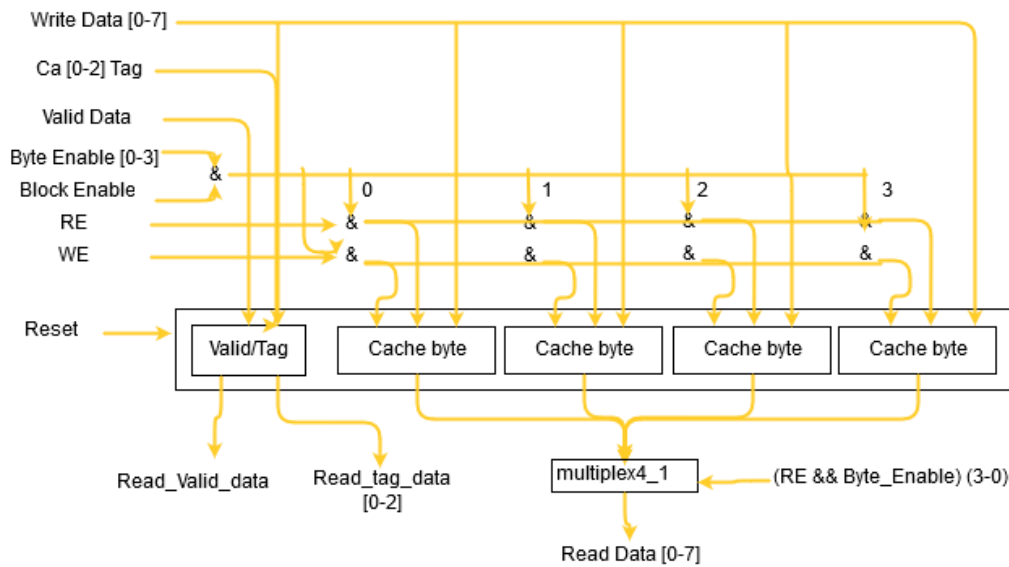 Write Data [0-7]
Ca [0-2] Tag
Valid Data
Byte Enable [0-3]
&
Block Enable
0 1 2 3
RE
& & & &
WE
& & & &
Reset
Valid/Tag
Cache byte
Cache byte
Cache byte
Cache byte
Read_Valid_data
Read_tag_data
[0-2]
multiplex4_1
(RE && Byte_Enable) (3-0)
Read Data [0-7]